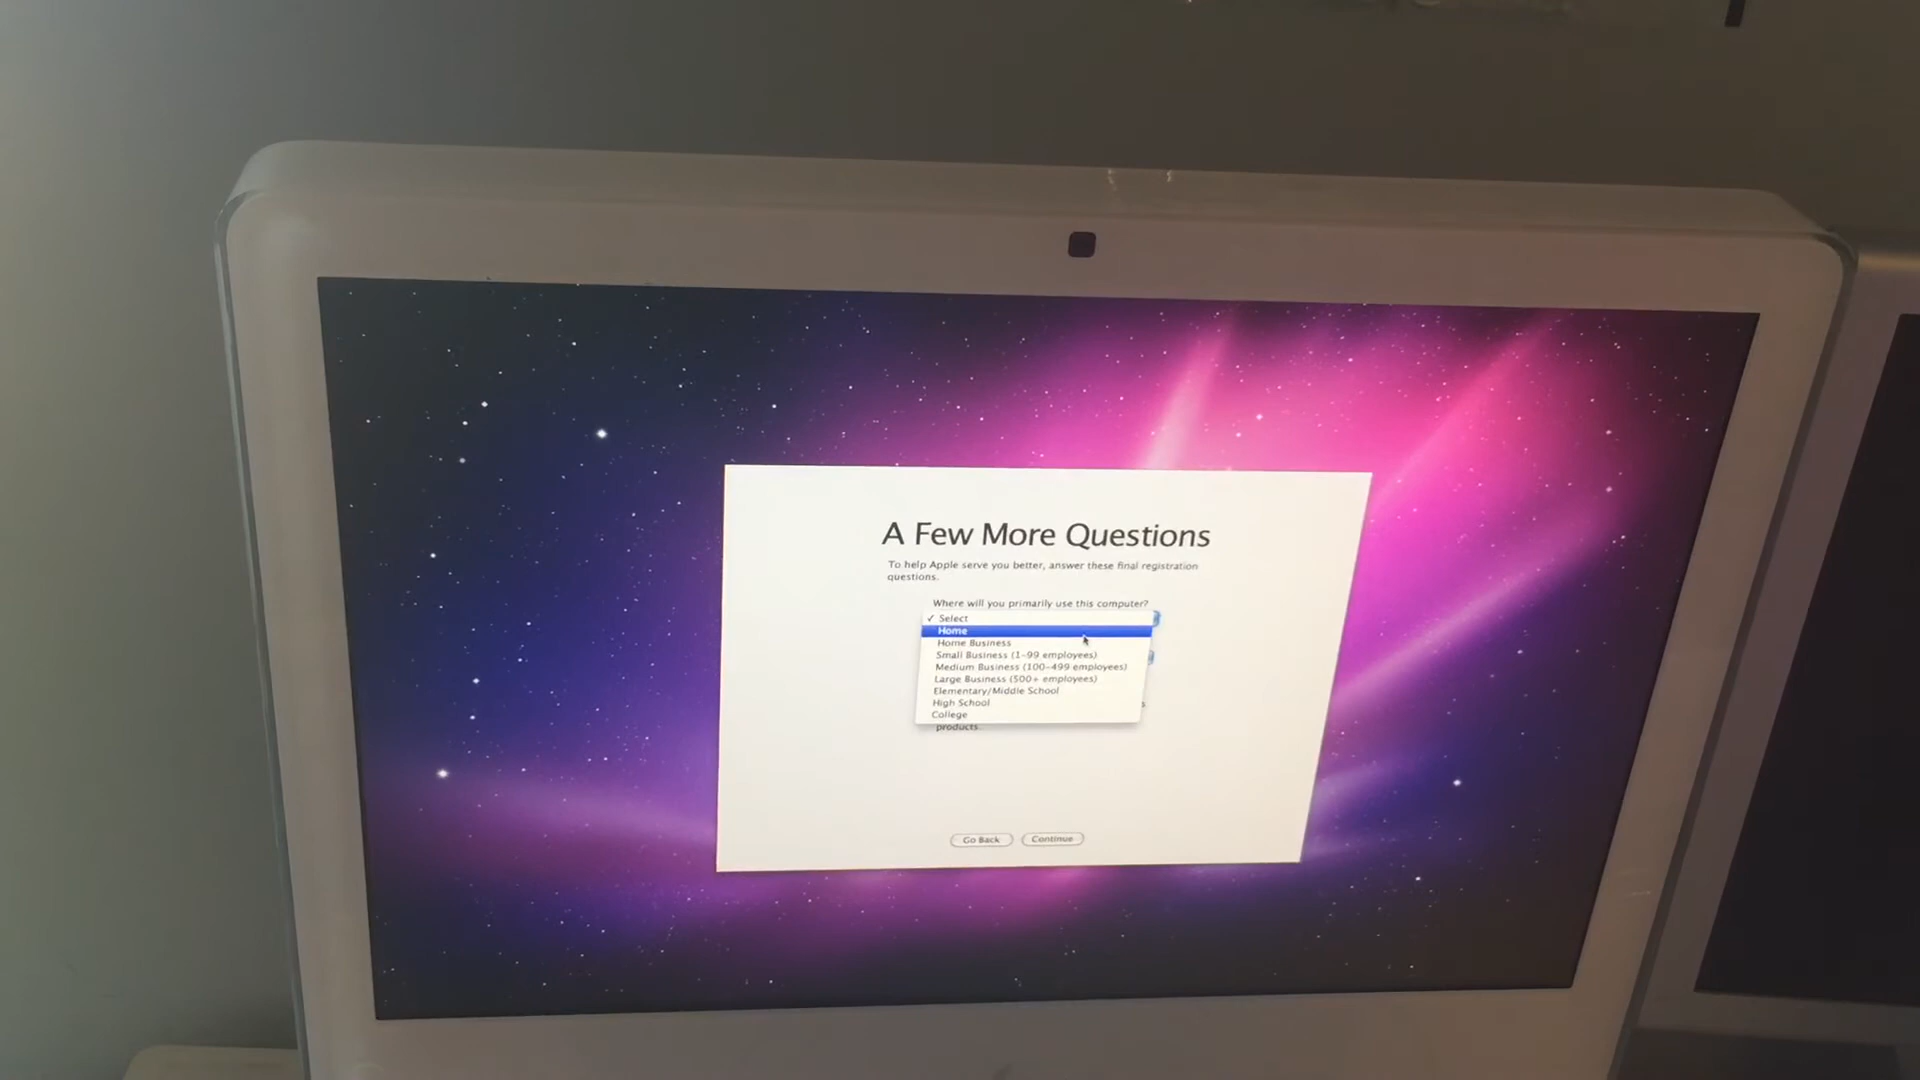 A Few More Questions
To help Apple serve you better, answer these final registration
questions.
Where will you primarily use this computer?
✓ Select
Home
Home Business
Small Business (1-99 employees)
Medium Business (100-499 employees)
Large Business (500+ employees)
Elementary/Middle School
High School
College
products.
Go Back
Continue